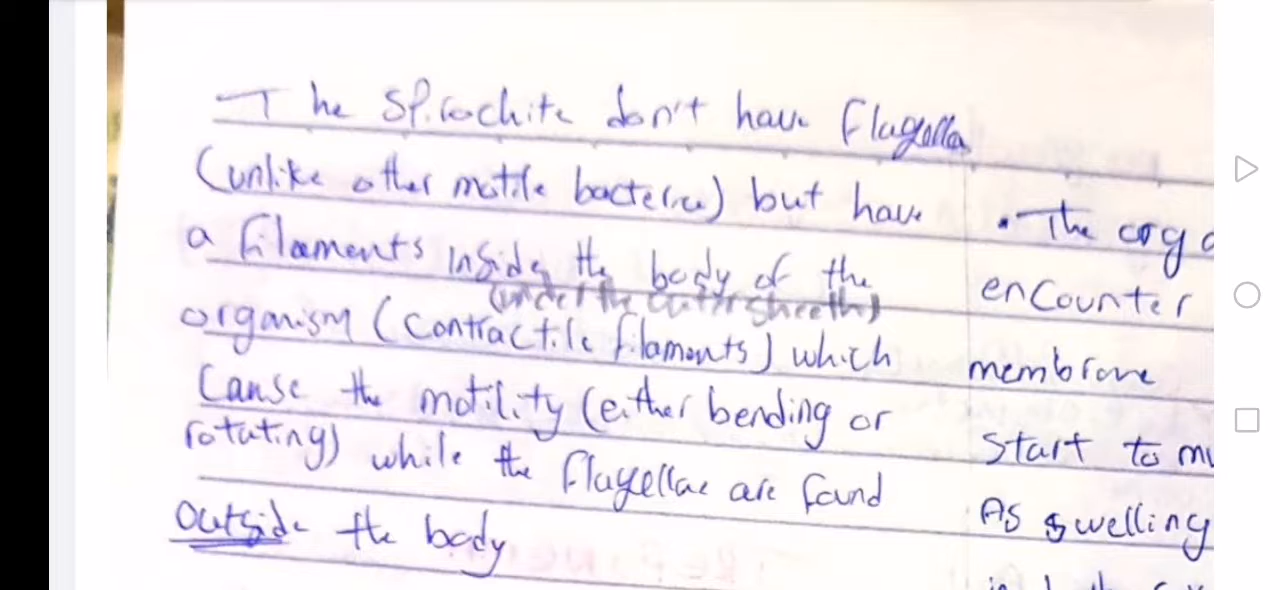 The Spirochite don't have flagella
(unlike other motile bacteria) but have
a filaments inside the body of the
(under the outer sheeth)
organism (contractile filaments) which
Cause the motility (either bending or
rotating) while the flagellae are found
outside the body
• The orga
encounter
membrane
start to mu
As swelling